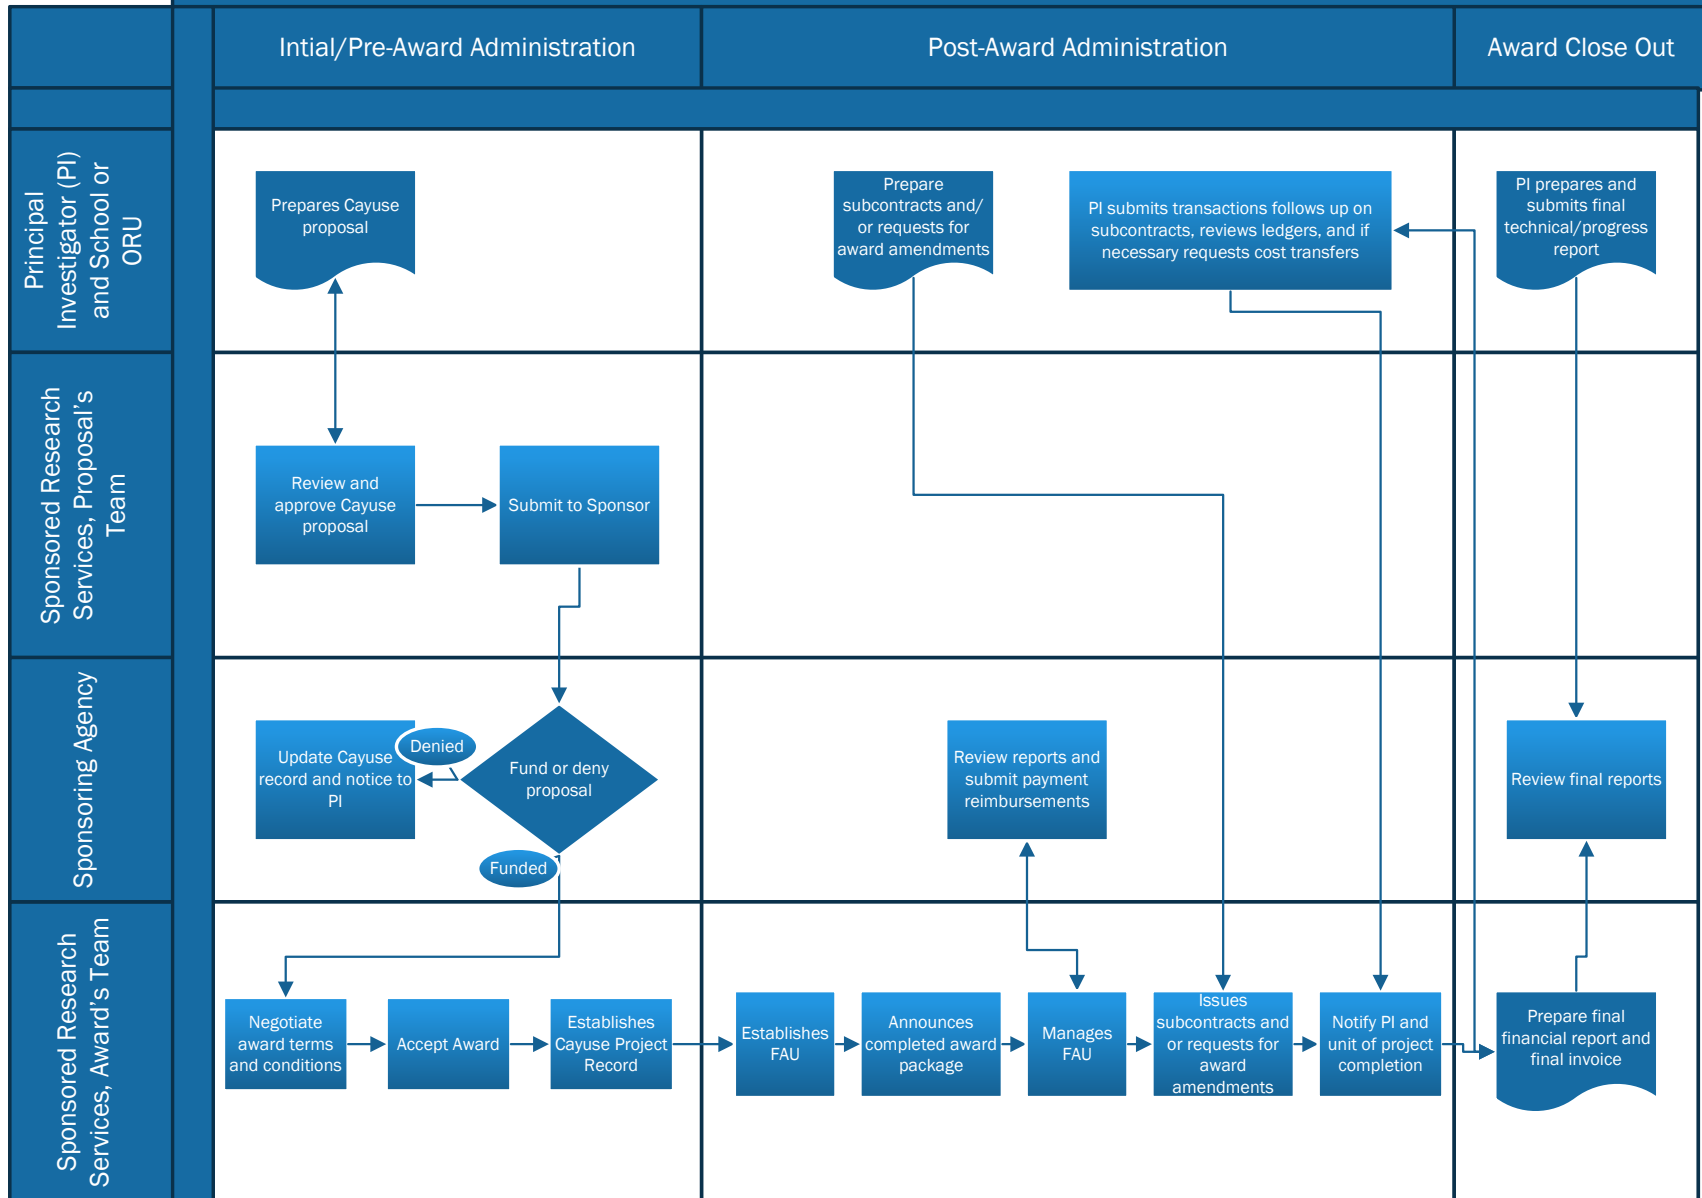 Intial/Pre-Award Administration
Post-Award Administration
Award Close Out
Principal
Investigator (PI)
and School or
ORU
Prepares Cayuse
proposal
Prepare
subcontracts and/
or requests for
award amendments
PI submits transactions follows up on
subcontracts, reviews ledgers, and if
necessary requests cost transfers
PI prepares and
submits final
technical/progress
report
Sponsored Research
Services, Proposal's
Team
Review and
approve Cayuse
proposal
Submit to Sponsor
Sponsoring Agency
Update Cayuse
record and notice to
PI
Denied
Fund or deny
proposal
Funded
Review reports and
submit payment
reimbursements
Review final reports
Sponsored Research
Services, Award's Team
Negotiate
award terms
and conditions
Accept Award
Establishes
Cayuse Project
Record
Establishes
FAU
Announces
completed award
package
Manages
FAU
Issues
subcontracts and
or requests for
award
amendments
Notify PI and
unit of project
completion
Prepare final
financial report and
final invoice